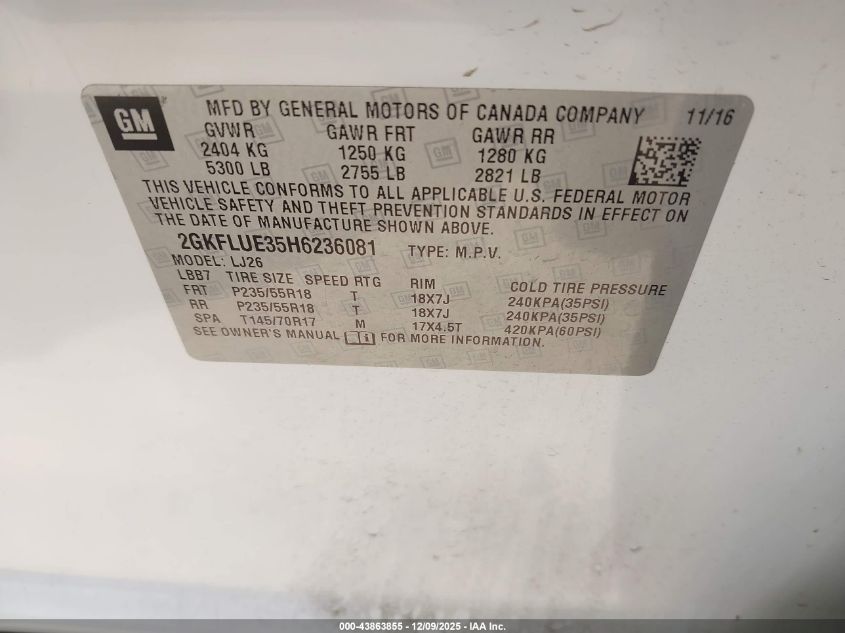 GM
MFD BY GENERAL MOTORS OF CANADA COMPANY 11/16
GVWR GAWR FRT GAWR RR
2404 KG 1250 KG 1280 KG
5300 LB 2755 LB 2821 LB
THIS VEHICLE CONFORMS TO ALL APPLICABLE U.S. FEDERAL MOTOR
VEHICLE SAFETY AND THEFT PREVENTION STANDARDS IN EFFECT ON
THE DATE OF MANUFACTURE SHOWN ABOVE.
2GKFLUE35H6236081 TYPE: M.P.V.
MODEL: LJ26
LBB7 TIRE SIZE SPEED RTG RIM COLD TIRE PRESSURE
FRT P235/55R18 T 18X7J 240KPA(35PSI)
RR P235/55R18 T 18X7J 240KPA(35PSI)
SPA T145/70R17 M 17X4.5T 420KPA(60PSI)
SEE OWNER'S MANUAL FOR MORE INFORMATION.
000-43863855 - 12/09/2025 - IAA Inc.